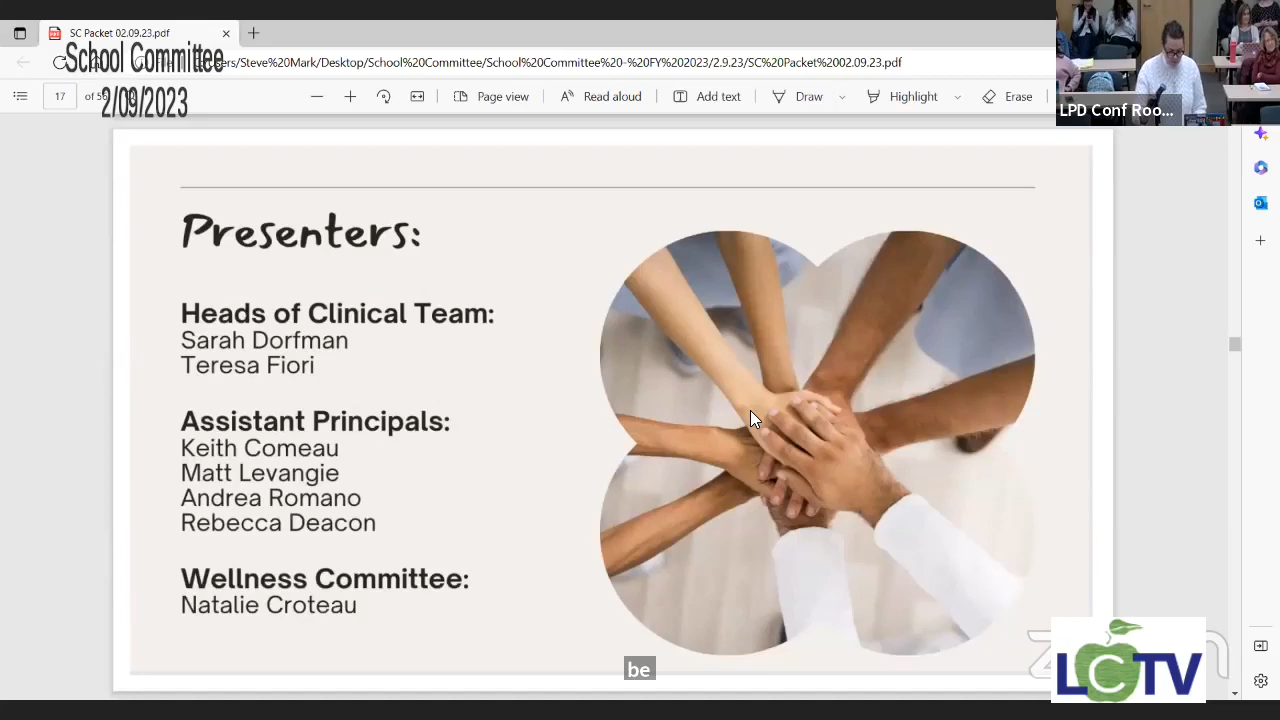 SC Packet 02.09.23.pdf
School Committee
2/09/2023
ers/Steve%20Mark/Desktop/School%20Committee/School%20Committee%20-%20FY%202023/2.9.23/SC%20Packet%2002.09.23.pdf
17
Page view
Read aloud
Add text
Draw
Highlight
Erase
LPD Conf Roo...
Presenters:
Heads of Clinical Team:
Sarah Dorfman
Teresa Fiori
Assistant Principals:
Keith Comeau
Matt Levangie
Andrea Romano
Rebecca Deacon
Wellness Committee:
Natalie Croteau
be
LCTV